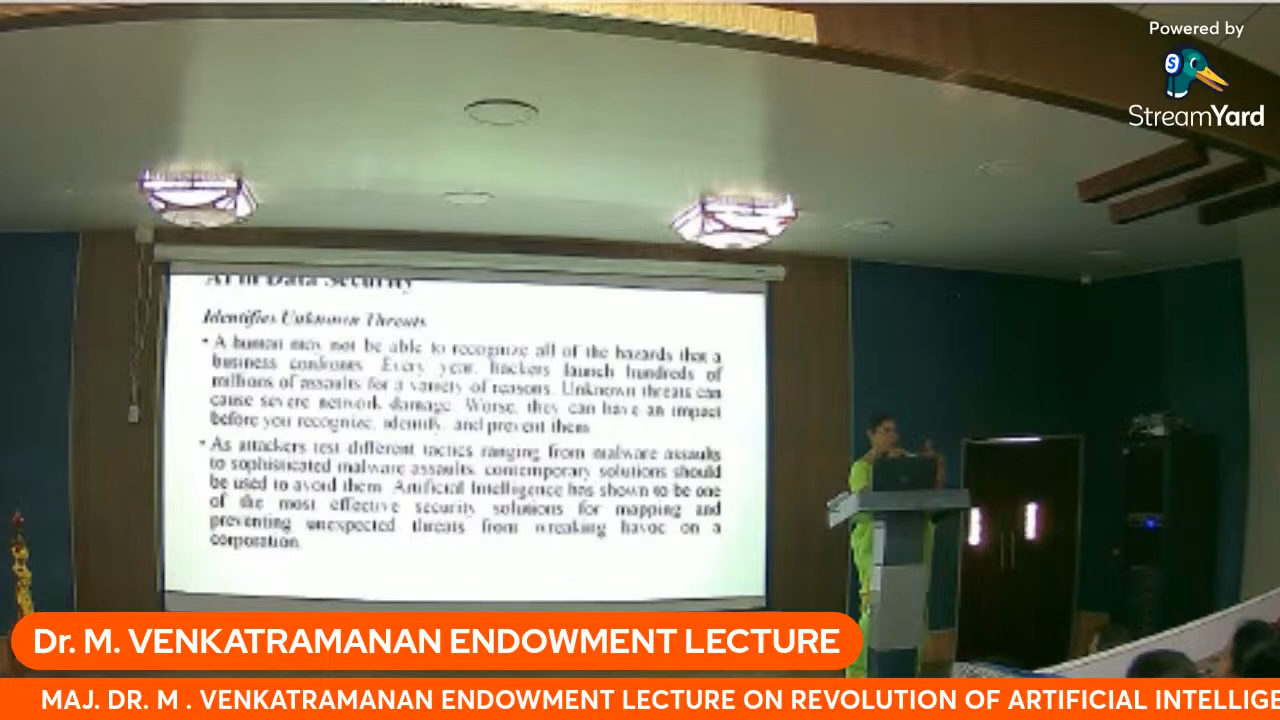 Powered by
StreamYard
AI in Data Security
Identifies Unknown Threats
• A human may not be able to recognize all of the hazards that a
business confronts. Every year, hackers launch hundreds of
millions of assaults for a variety of reasons. Unknown threats can
cause severe network damage. Worse, they can have an impact
before you recognize, identify, and prevent them.
• As attackers test different tactics ranging from malware assaults
to sophisticated malware assaults, contemporary solutions should
be used to avoid them. Artificial Intelligence has shown to be one
of the most effective security solutions for mapping and
preventing unexpected threats from wreaking havoc on a
corporation.
Dr. M. VENKATRAMANAN ENDOWMENT LECTURE
MAJ. DR. M . VENKATRAMANAN ENDOWMENT LECTURE ON REVOLUTION OF ARTIFICIAL INTELLIGE